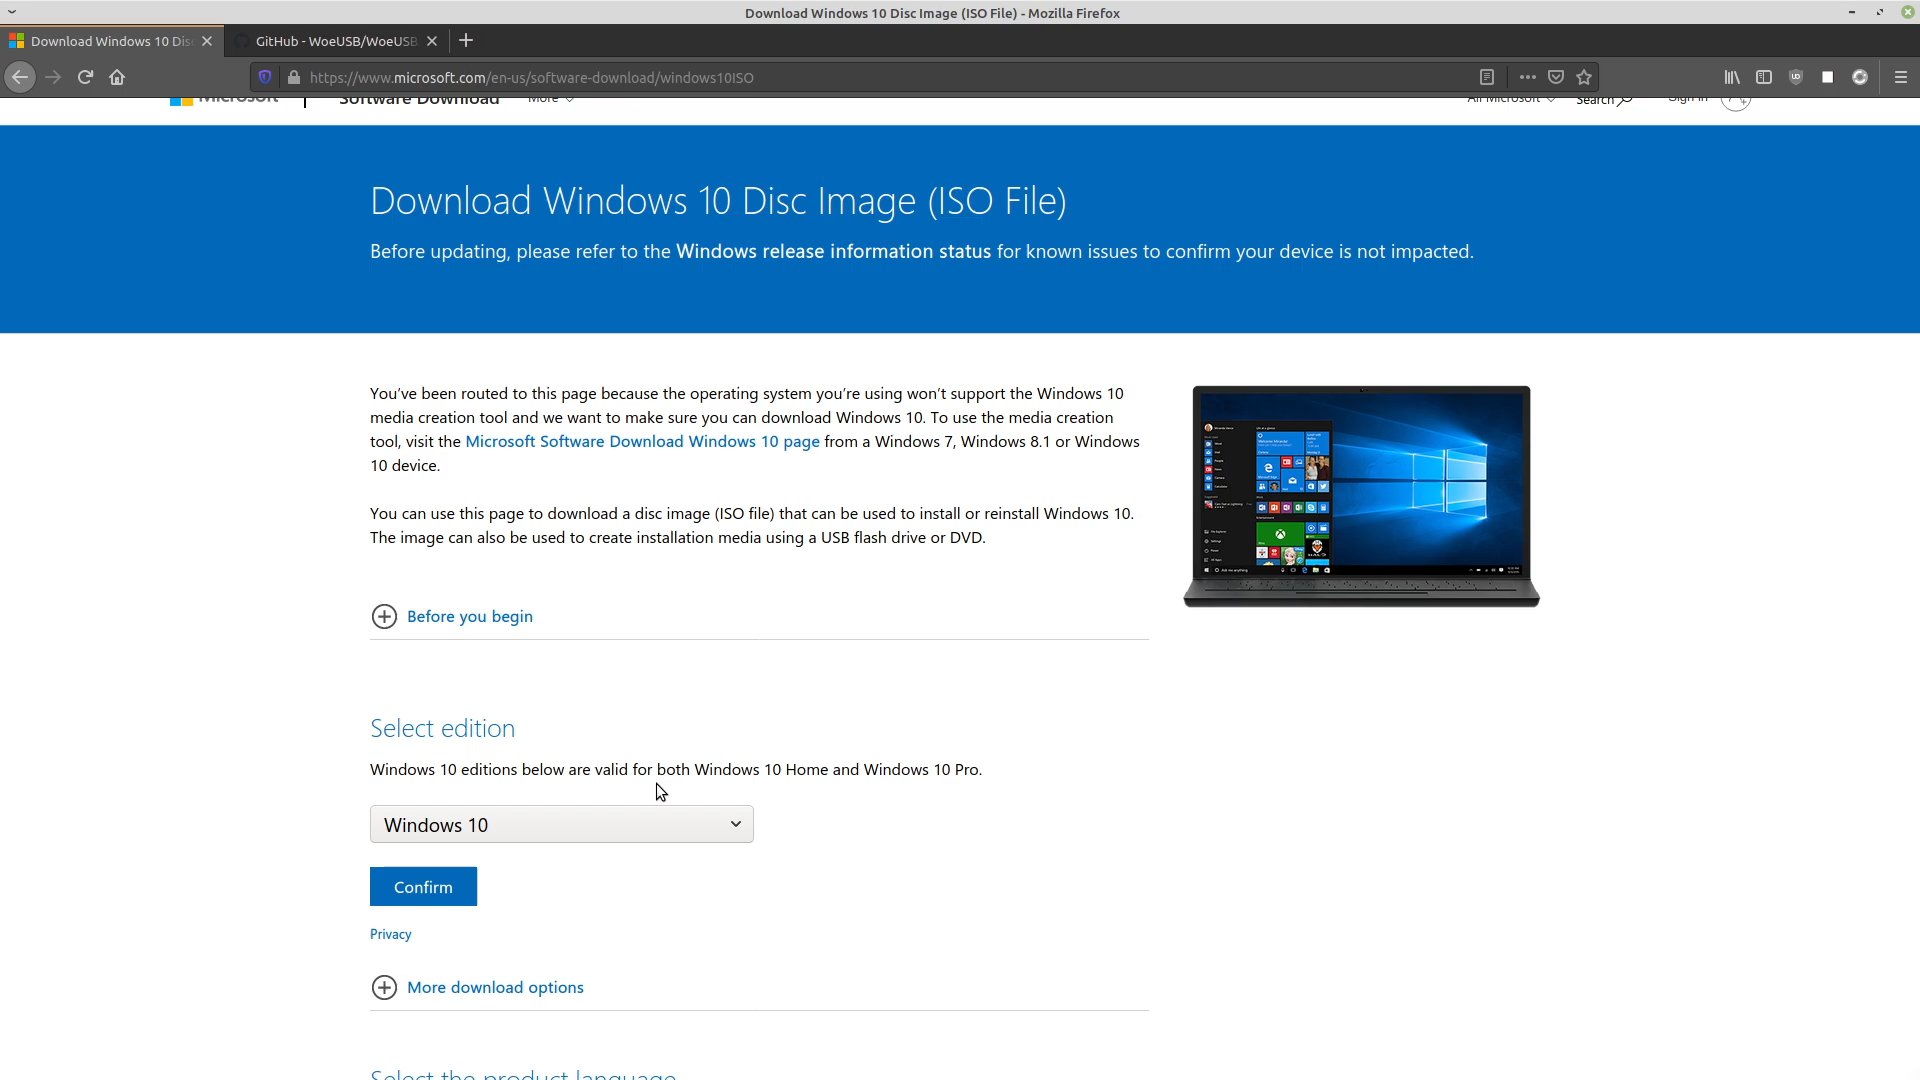 Download Windows 10 Disc Image (ISO File) - Mozilla Firefox
Download Windows 10 Dis
GitHub - WoeUSB/WoeUSB
https://www.microsoft.com/en-us/software-download/windows10ISO
Microsoft
Software Download
More
All Microsoft
Search
Sign in
Download Windows 10 Disc Image (ISO File)
Before updating, please refer to the Windows release information status for known issues to confirm your device is not impacted.
You've been routed to this page because the operating system you're using won't support the Windows 10
media creation tool and we want to make sure you can download Windows 10. To use the media creation
tool, visit the Microsoft Software Download Windows 10 page from a Windows 7, Windows 8.1 or Windows
10 device.
You can use this page to download a disc image (ISO file) that can be used to install or reinstall Windows 10.
The image can also be used to create installation media using a USB flash drive or DVD.
Before you begin
Select edition
Windows 10 editions below are valid for both Windows 10 Home and Windows 10 Pro.
Windows 10
Confirm
Privacy
More download options
Select the product language